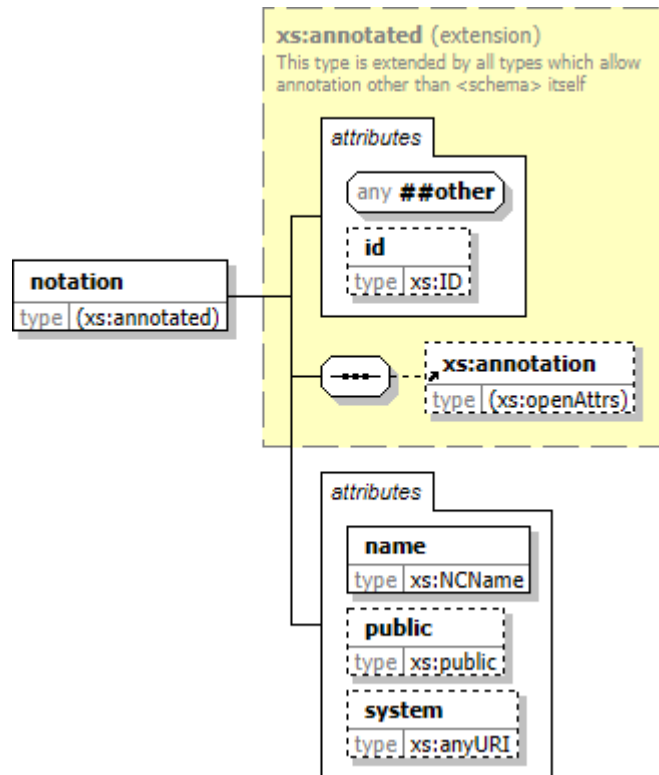 xs:annotated (extension)
This type is extended by all types which allow
annotation other than <schema> itself
attributes
any ##other
id
type xs:ID
notation
type (xs:annotated)
xs:annotation
type (xs:openAttrs)
attributes
name
type xs:NCName
public
type xs:public
system
type xs:anyURI